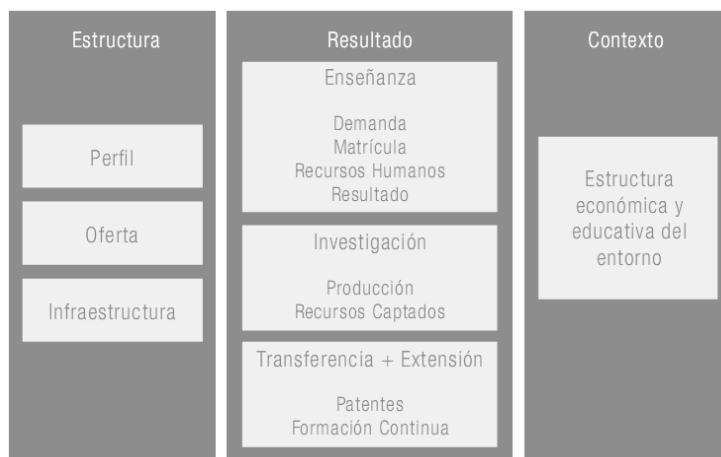 Estructura
Perfil
Oferta
Infraestructura
Resultado
Enseñanza
Demanda
Matrícula
Recursos Humanos
Resultado
Investigación
Producción
Recursos Captados
Transferencia + Extensión
Patentes
Formación Continua
Contexto
Estructura
económica y
educativa del
entorno